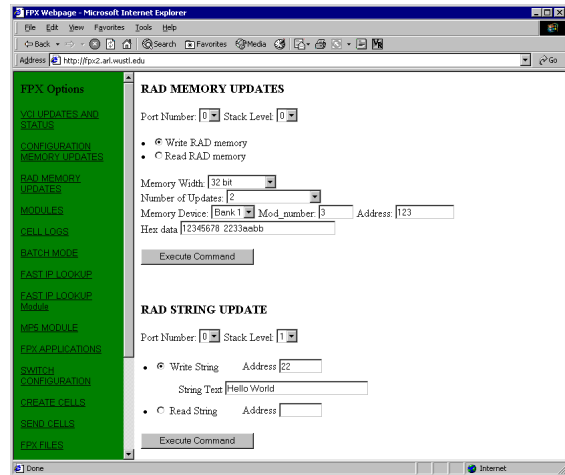 FPX Webpage - Microsoft Internet Explorer
File Edit View Favorites Tools Help
Back Search Favorites Media
Address http://fpx2.arl.wustl.edu Go
FPX Options
VCI UPDATES AND
STATUS
CONFIGURATION
MEMORY UPDATES
RAD MEMORY
UPDATES
MODULES
CELL LOGS
BATCH MODE
FAST IP LOOKUP
FAST IP LOOKUP
Module
MP5 MODULE
FPX APPLICATIONS
SWITCH
CONFIGURATION
CREATE CELLS
SEND CELLS
FPX FILES
RAD MEMORY UPDATES
Port Number: 0 Stack Level: 0
Write RAD memory
Read RAD memory
Memory Width: 32 bit
Number of Updates: 2
Memory Device: Bank 1 Mod_number: 3 Address: 123
Hex data 12345678 2233aabb
Execute Command
RAD STRING UPDATE
Port Number: 0 Stack Level: 1
Write String Address 22
String Text Hello World
Read String Address
Execute Command
Done Internet